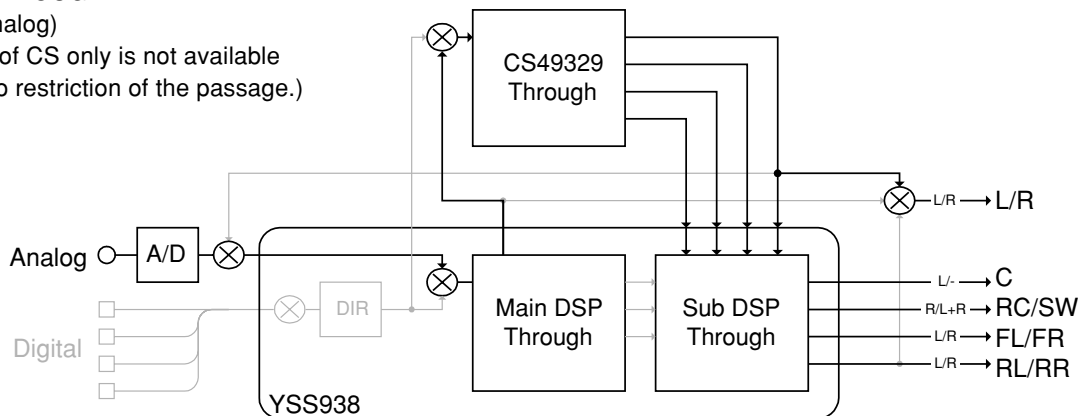 nalog)
of CS only is not available
o restriction of the passage.)
CS49329
Through
L/R
L/R
Analog
A/D
Main DSP
Through
Sub DSP
Through
L/-
C
R/L+R
RC/SW
DIR
Digital
L/R
FL/FR
L/R
RL/RR
YSS938